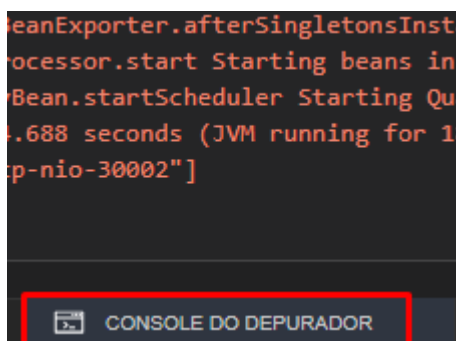 BeanExporter.afterSingletonsInst
rocessor.start Starting beans in
Bean.startScheduler Starting Qu
.688 seconds (JVM running for 1
tp-nio-30002"]
CONSOLE DO DEPURADOR